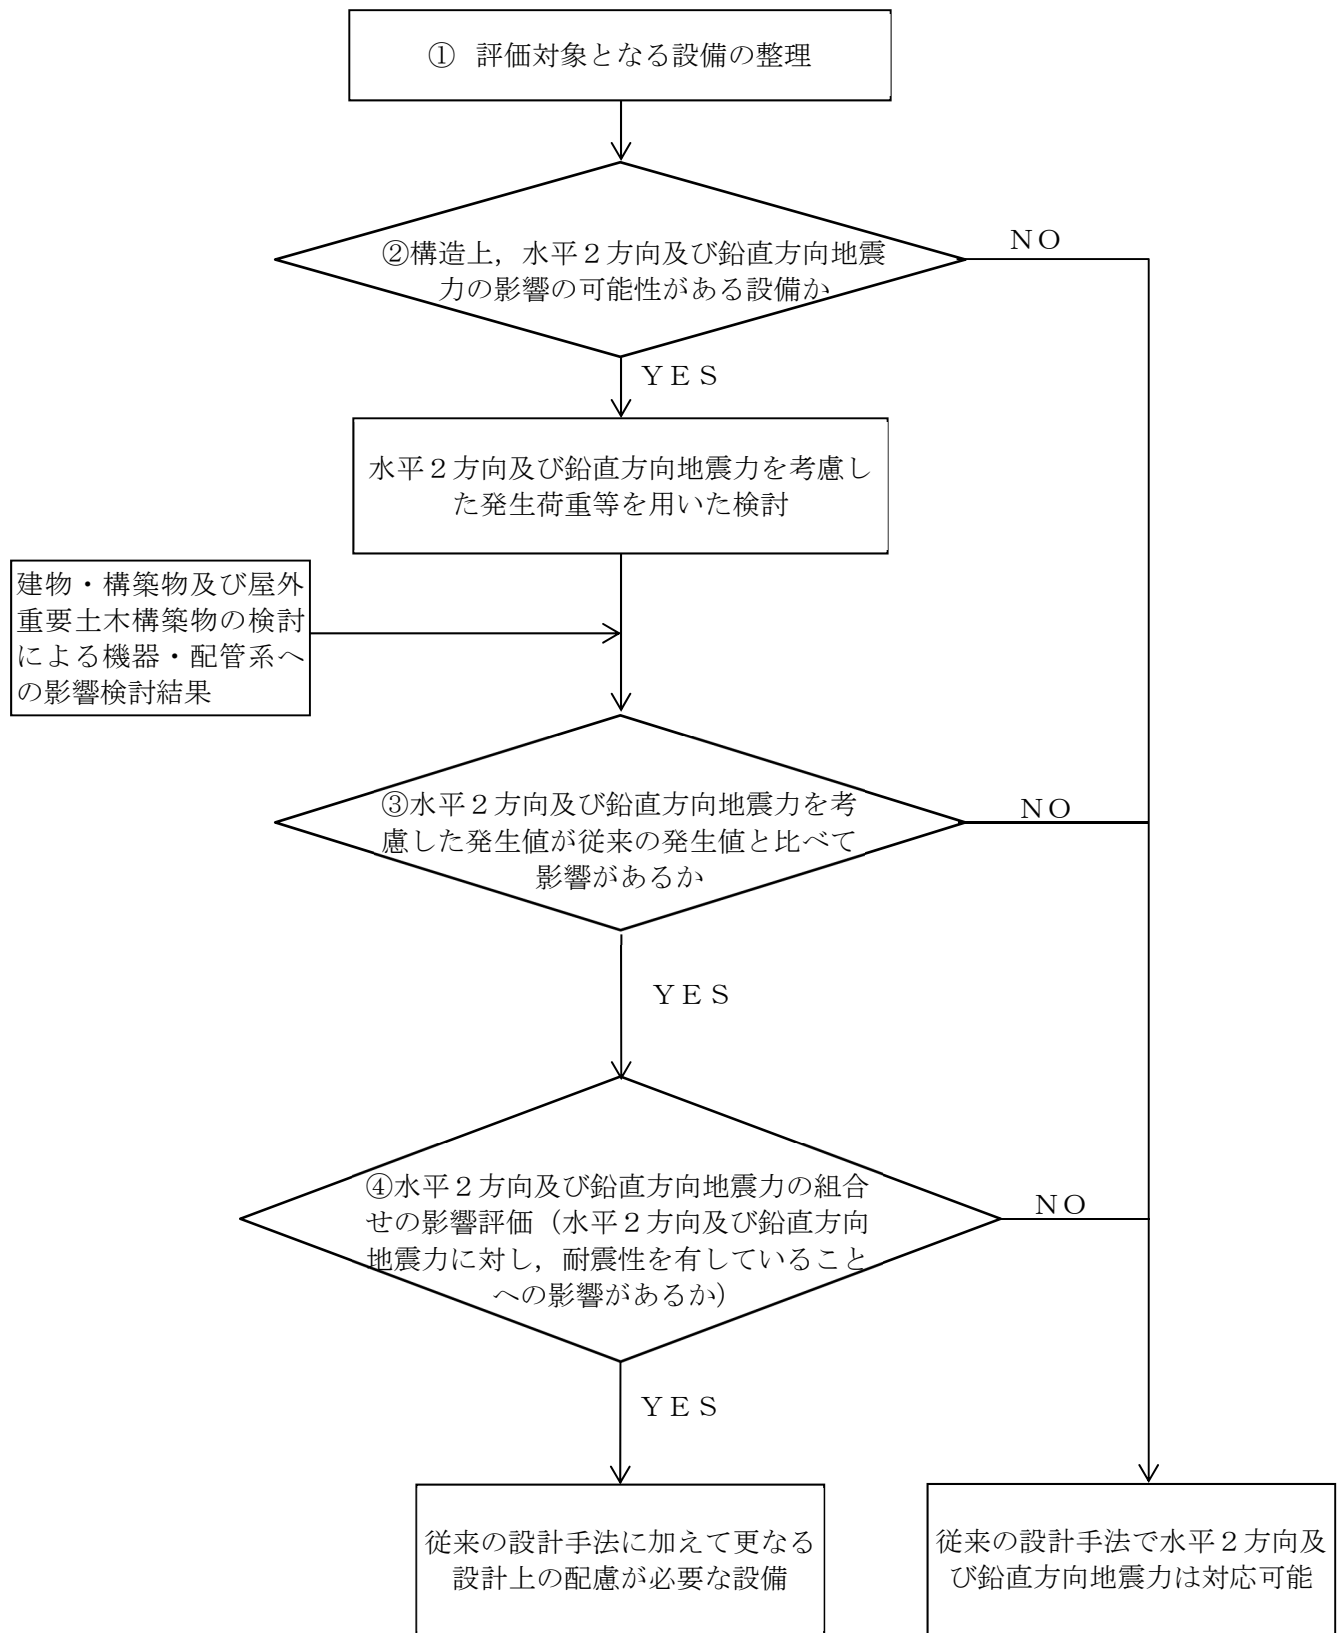 ① 評価対象となる設備の整理
②構造上，水平２方向及び鉛直方向地震
力の影響の可能性がある設備か
ＮＯ
ＹＥＳ
水平２方向及び鉛直方向地震力を考慮し
た発生荷重等を用いた検討
建物・構築物及び屋外
重要土木構築物の検討
による機器・配管系へ
の影響検討結果
③水平２方向及び鉛直方向地震力を考
慮した発生値が従来の発生値と比べて
影響があるか
ＮＯ
ＹＥＳ
④水平２方向及び鉛直方向地震力の組合
せの影響評価（水平２方向及び鉛直方向
地震力に対し，耐震性を有していること
への影響があるか）
ＮＯ
ＹＥＳ
従来の設計手法に加えて更なる
設計上の配慮が必要な設備
従来の設計手法で水平２方向及
び鉛直方向地震力は対応可能